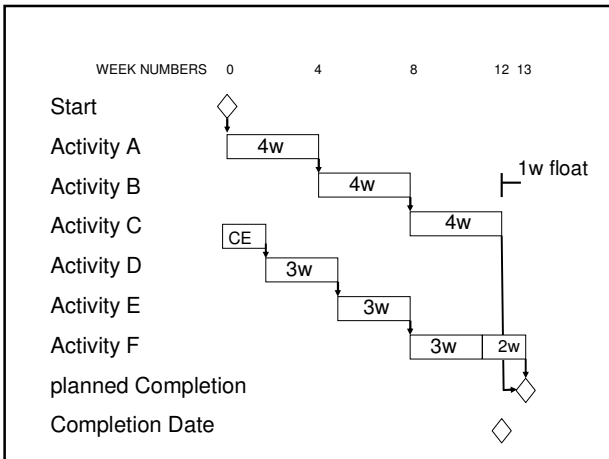 WEEK NUMBERS 0 4 8 12 13
Start
Activity A 4w
1w float
Activity B 4w
Activity C CE 4w
Activity D 3w
Activity E 3w
Activity F 3w 2w
planned Completion
Completion Date